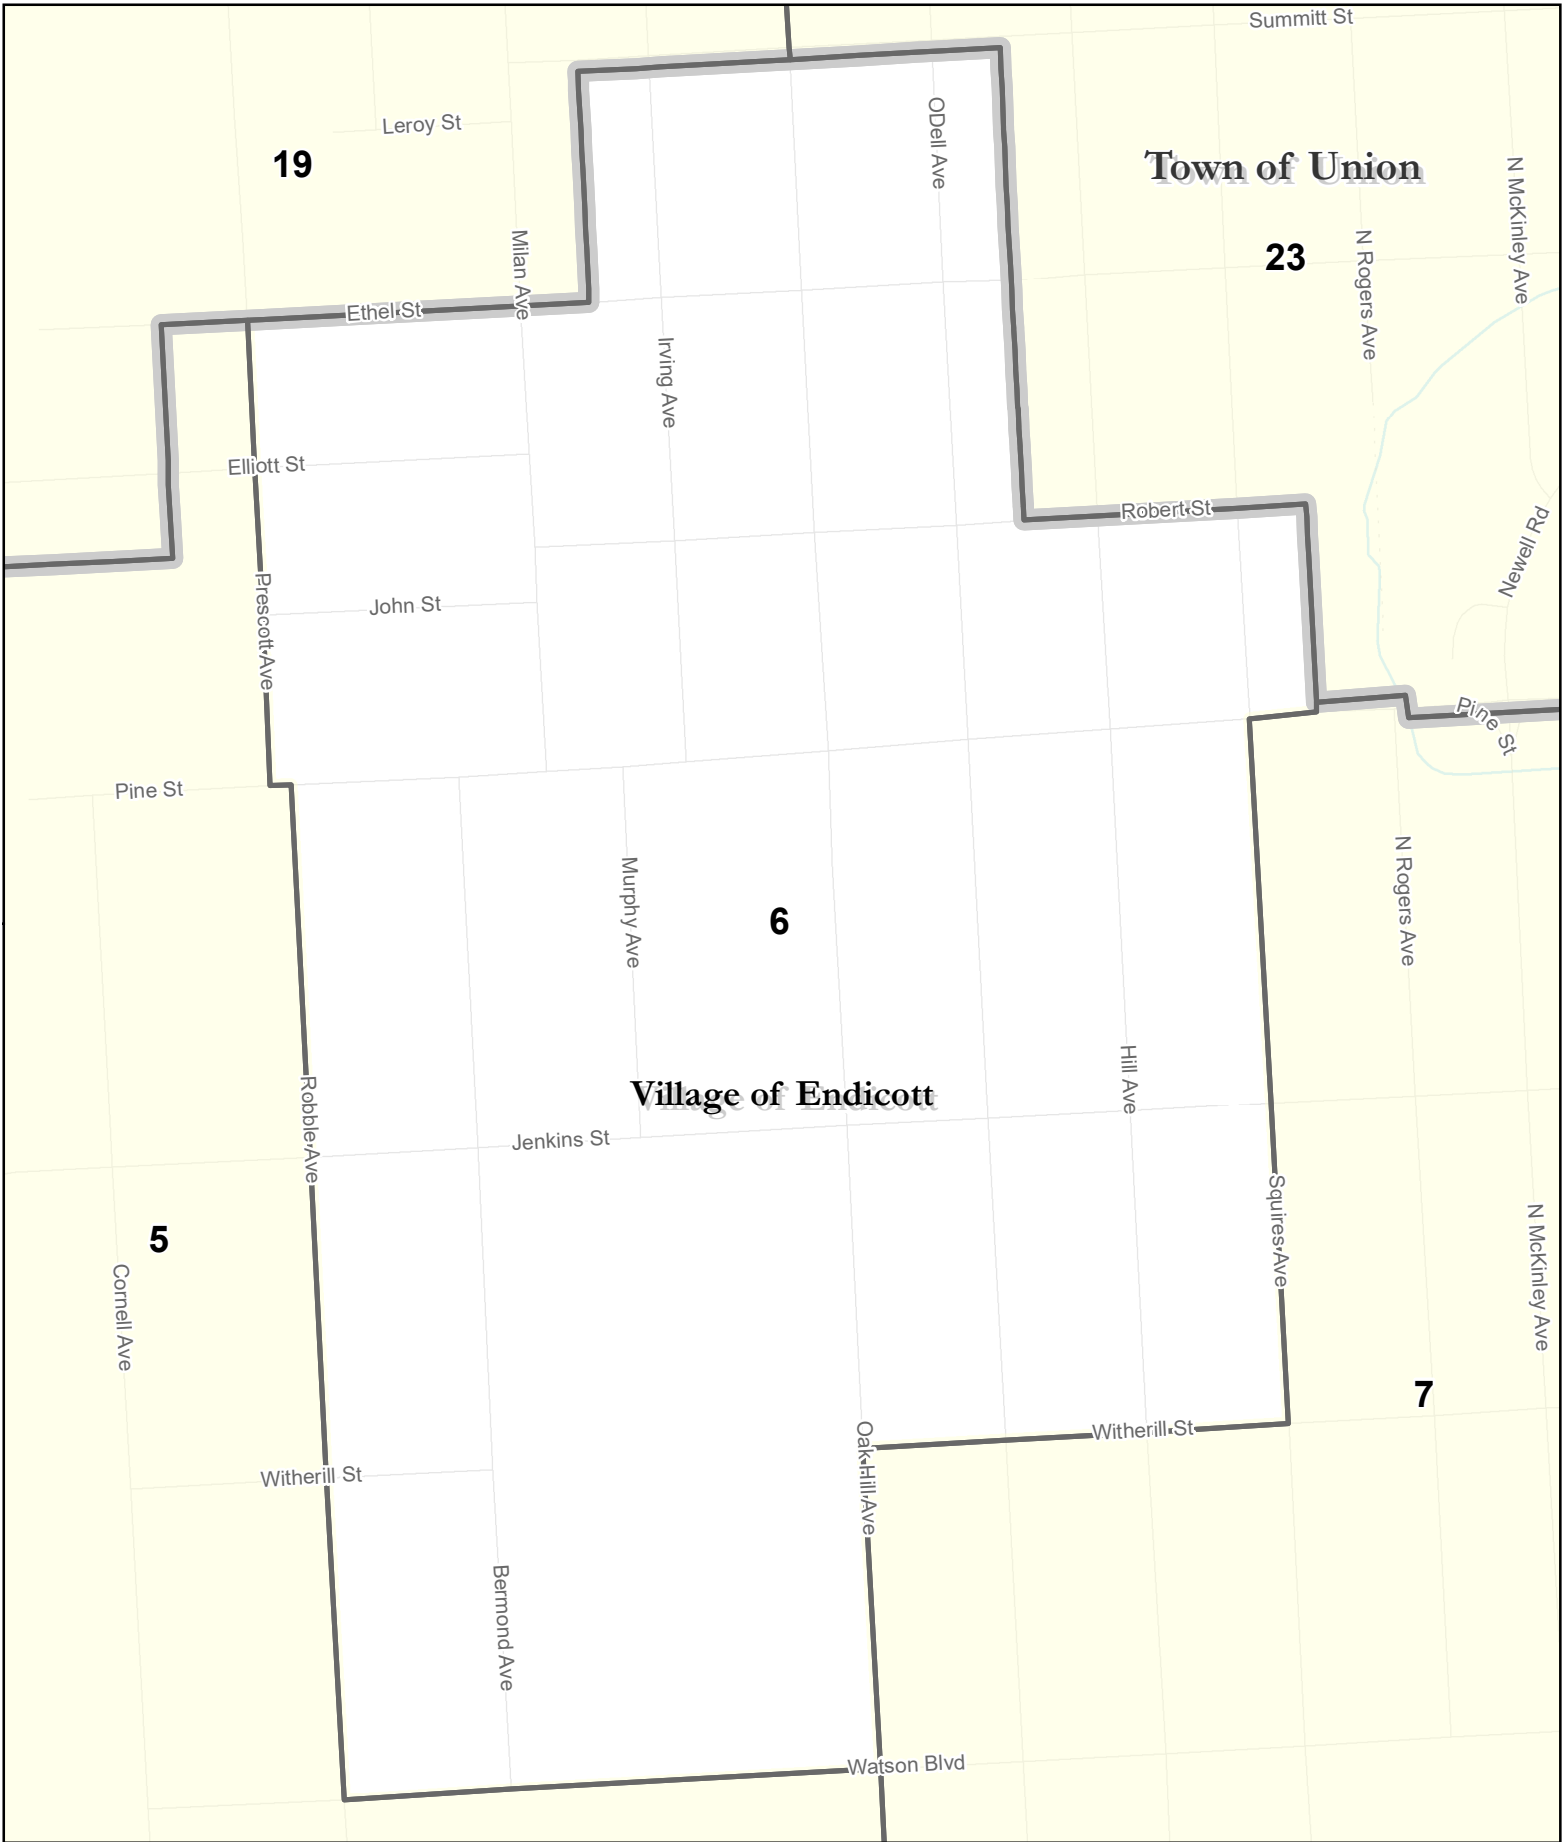 Summitt St
Leroy St
ODell Ave
19
Town of Union
N McKinley Ave
Milan Ave
N Rogers Ave
23
Ethel St
Irving Ave
Elliott St
Robert St
Newell Rd
Prescott Ave
John St
Pine St
Pine St
Murphy Ave
N Rogers Ave
6
Hill Ave
Village of Endicott
Robble Ave
Jenkins St
Squires Ave
5
N McKinley Ave
Cornell Ave
7
Oak Hill Ave
Witherill St
Witherill St
Bermond Ave
Watson Blvd